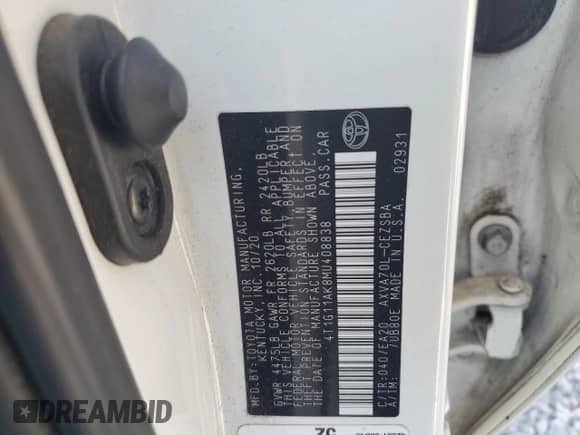 MFD.BY:TOYOTA MOTOR MANUFACTURING,
KENTUCKY, INC. 10/20
GVWR 4475LB GAWR FR 2620LB RR 2420LB
THIS VEHICLE CONFORMS TO ALL APPLICABLE
FEDERAL MOTOR VEHICLE SAFETY, BUMPER AND
THEFT PREVENTION STANDARDS IN EFFECT ON
THE DATE OF MANUFACTURE SHOWN ABOVE.
4T1G11AK8MU408838 PASS.CAR
C/TR:040/EA20 AXVA70L-CEZSBA
A/TM: /UB80E MADE IN U.S.A. 02931
DREAMBID